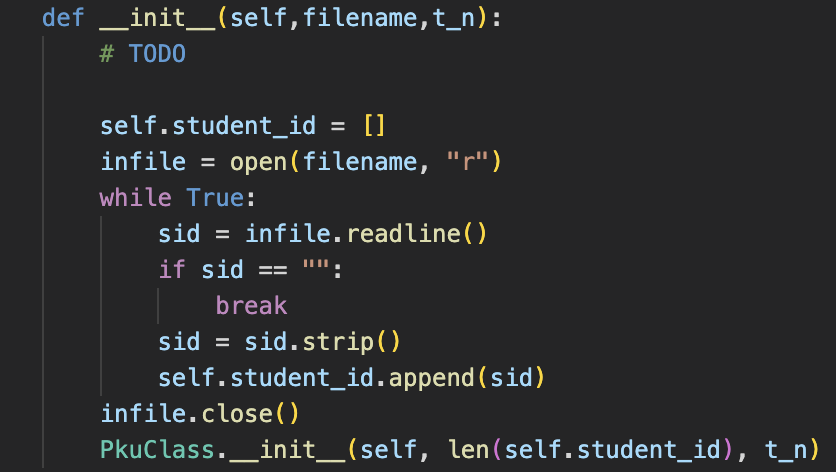 def __init__(self,filename,t_n):
# TODO
self.student_id = []
infile = open(filename, "r")
while True:
sid = infile.readline()
if sid == "":
break
sid = sid.strip()
self.student_id.append(sid)
infile.close()
PkuClass.__init__(self, len(self.student_id), t_n)